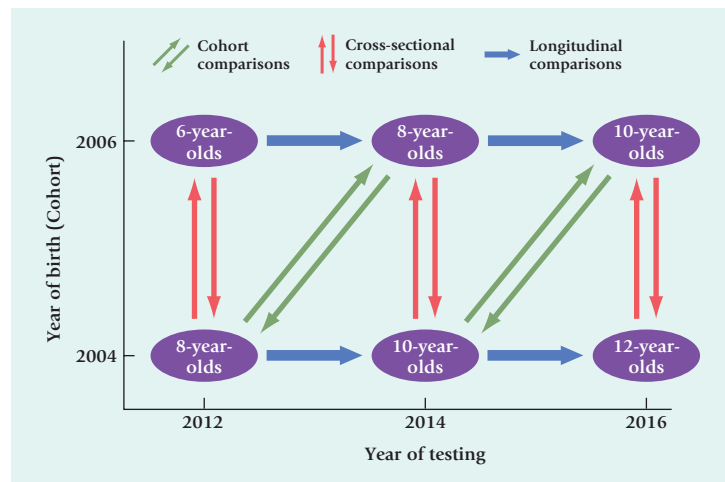 Cohort
comparisons
Cross-sectional
comparisons
Longitudinal
comparisons
Year of birth (Cohort)
2006
6-year-
olds
8-year-
olds
10-year-
olds
2004
8-year-
olds
10-year-
olds
12-year-
olds
2012
2014
2016
Year of testing